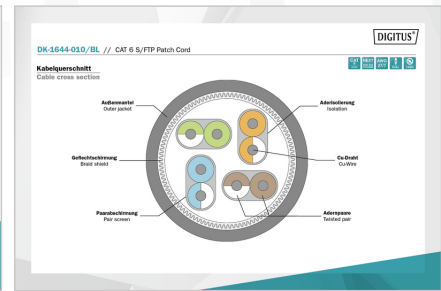 DIGITUS®
DK-1644-010/BL // CAT 6 S/FTP Patch Cord
Kabelquerschnitt
Cable cross section
Außenmantel
Outer jacket
Aderisolierung
Isolation
Geflechtschirmung
Braid shield
Cu-Draht
Cu-Wire
Paarabschirmung
Pair screen
Adernpaare
Twisted pair